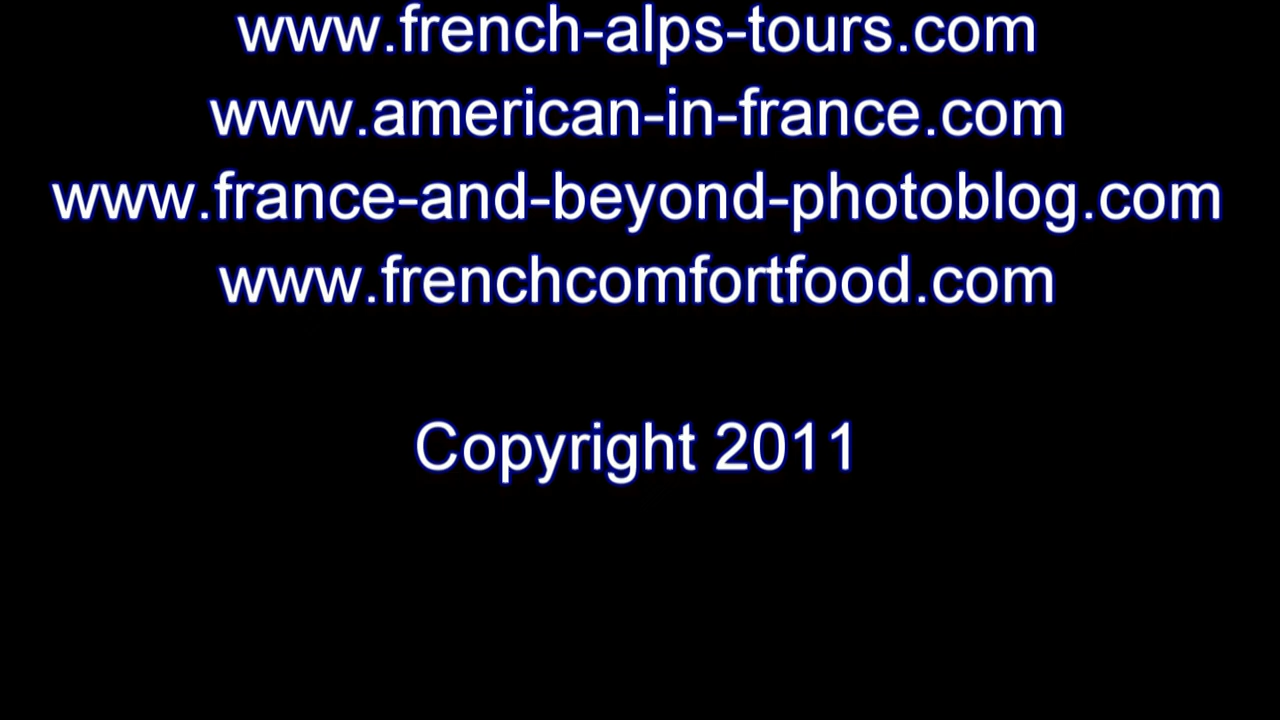 www.french-alps-tours.com
www.american-in-france.com
www.france-and-beyond-photoblog.com
www.frenchcomfortfood.com
Copyright 2011